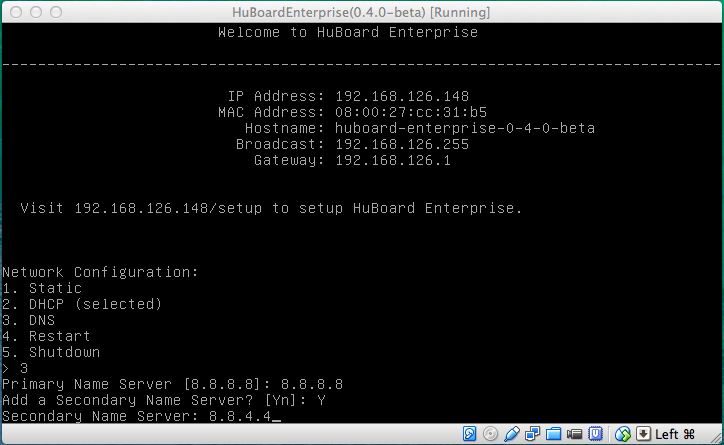 HuBoardEnterprise(0.4.0-beta) [Running]
Welcome to HuBoard Enterprise
--------------------------------------------------------------------------------
IP Address: 192.168.126.148
MAC Address: 08:00:27:cc:31:b5
Hostname: huboard-enterprise-0-4-0-beta
Broadcast: 192.168.126.255
Gateway: 192.168.126.1
Visit 192.168.126.148/setup to setup HuBoard Enterprise.
Network Configuration:
1. Static
2. DHCP (selected)
3. DNS
4. Restart
5. Shutdown
> 3
Primary Name Server [8.8.8.8]: 8.8.8.8
Add a Secondary Name Server? [Yn]: Y
Secondary Name Server: 8.8.4.4_
Left ⌘